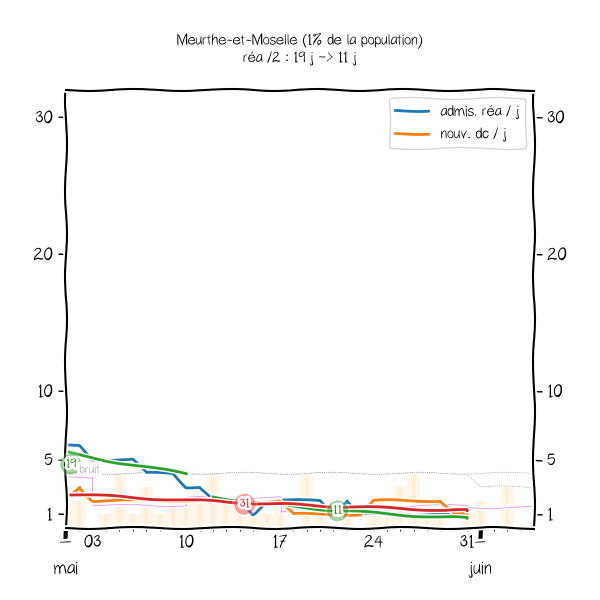 Meurthe-et-Moselle (1% de la population)
réa /2 : 19 j -> 11 j
admis. réa / j
nouv. dc / j
30
30
20
20
10
10
5
5
1
1
19
bruit
31
11
03
10
17
24
31
mai
juin